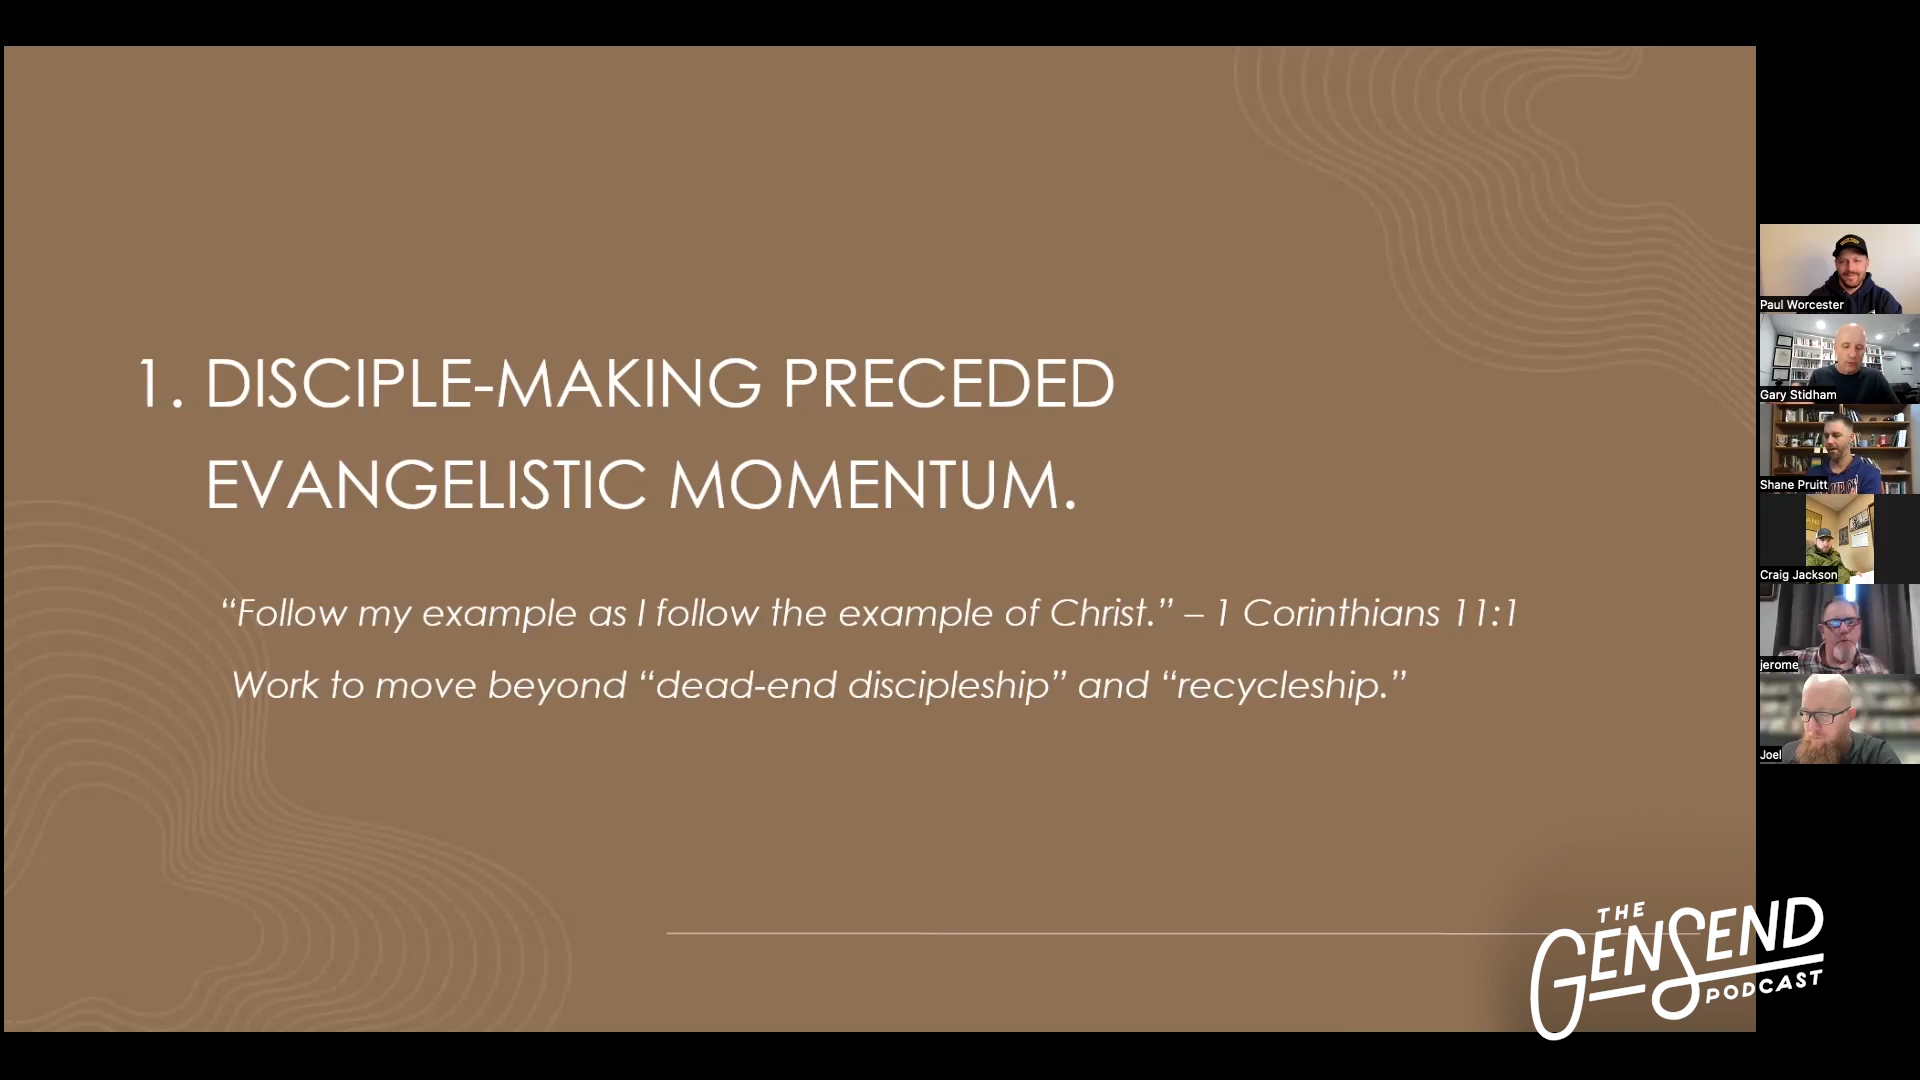 1. DISCIPLE-MAKING PRECEDED
EVANGELISTIC MOMENTUM.
“Follow my example as I follow the example of Christ.” – 1 Corinthians 11:1
Work to move beyond “dead-end discipleship” and “recycleship.”
Paul Worcester
Gary Stidham
Shane Pruitt
Craig Jackson
jerome
Joel
THE
GENSEND
PODCAST